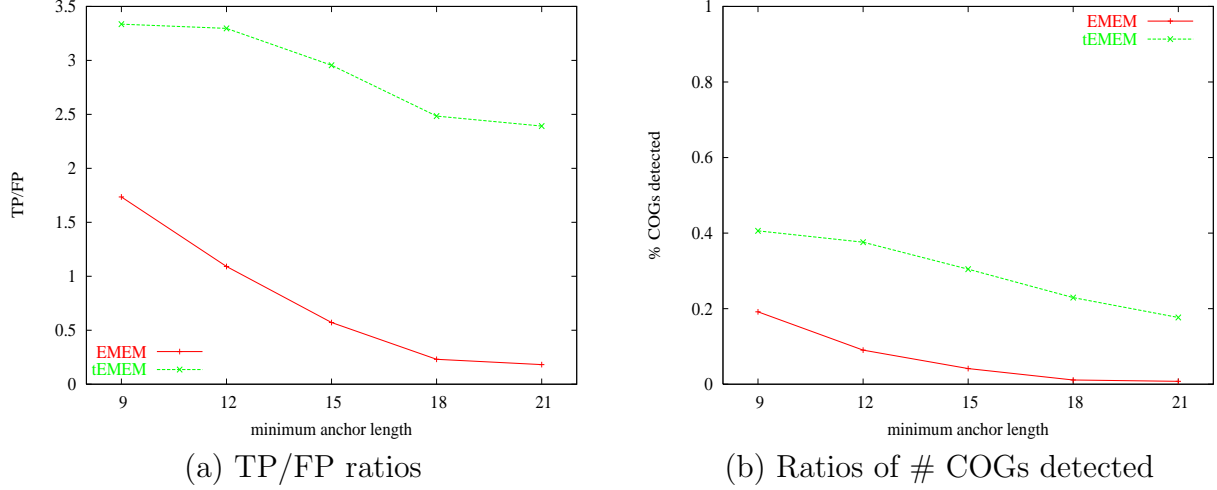 3.5
3
2.5
2
1.5
1
0.5
0
TP/FP
EMEM
tEMEM
9 12 15 18 21
minimum anchor length
(a) TP/FP ratios
1
0.8
0.6
0.4
0.2
0
% COGs detected
EMEM
tEMEM
9 12 15 18 21
minimum anchor length
(b) Ratios of # COGs detected